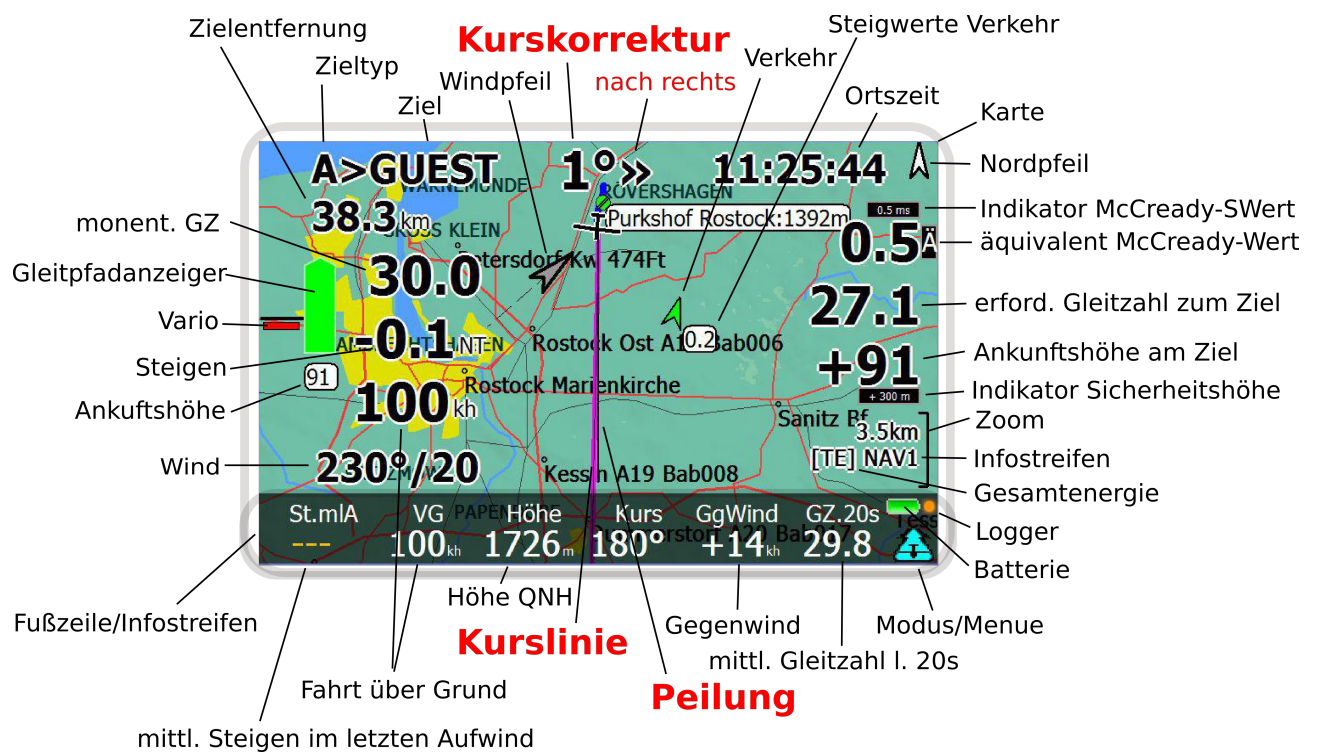 Steigwerte Verkehr
Zielentfernung
Kurskorrektur
Verkehr
Zieltyp
Windpfeil
nach rechts
Ziel
Ortszeit
Karte
A>GUEST
1°»
11:25:44
Nordpfeil
WARNEMÜNDE
RÖVERSHAGEN
38.3km
Purkshof Rostock:1392m
0.5 ms
Indikator McCready-SWert
monent. GZ
GROSS KLEIN
0.5Ä
äquivalent McCready-Wert
Kw 474Ft
Gleitpfadanzeiger
30.0
27.1
erford. Gleitzahl zum Ziel
Vario
-0.1
NT
Rostock Ost
Bab006
0.2
Ankunftshöhe am Ziel
Steigen
+91
91
Rostock Marienkirche
+ 300 m
Indikator Sicherheitshöhe
Ankuftshöhe
100kh
Sanitz Bf
Zoom
3.5km
Wind
230°/20
Kessin A19 Bab008
[TE] NAV1
Infostreifen
Gesamtenergie
St.mlA
VG
Höhe
Kurs
GgWind
GZ.20s
Logger
---
100kh
1726m
180°
+14kh
29.8
Batterie
Höhe QNH
Fußzeile/Infostreifen
Kurslinie
Gegenwind
Modus/Menue
mittl. Gleitzahl l. 20s
Fahrt über Grund
Peilung
mittl. Steigen im letzten Aufwind